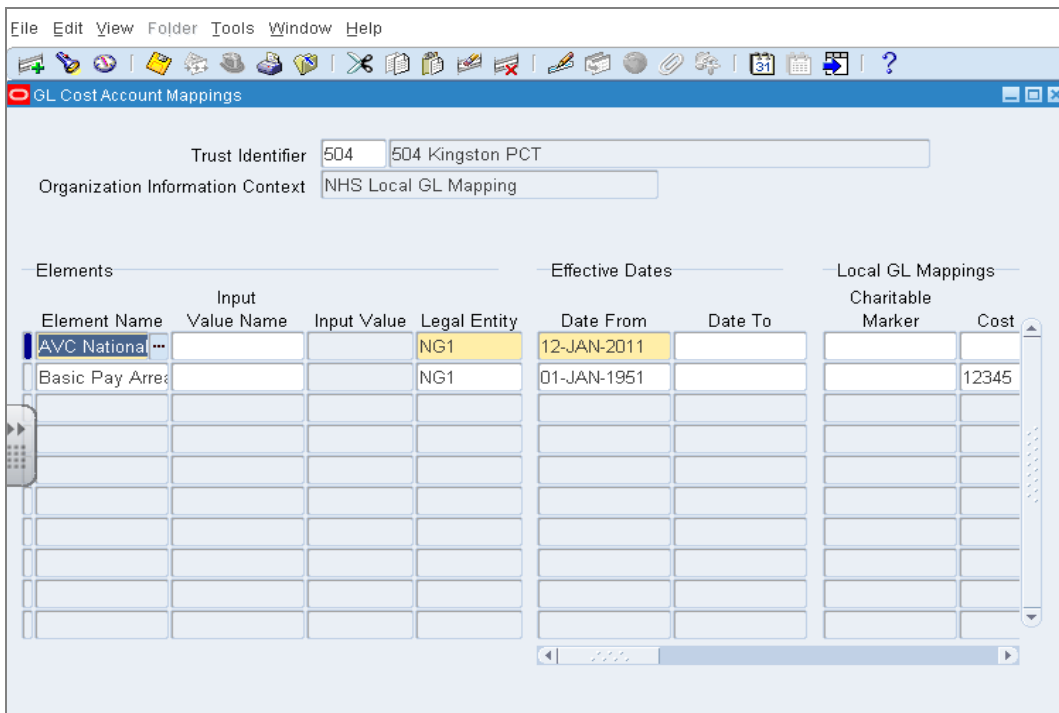 File Edit View Folder Tools Window Help
31 ?
GL Cost Account Mappings
Trust Identifier 504 504 Kingston PCT
Organization Information Context NHS Local GL Mapping
Elements Effective Dates Local GL Mappings
Input Charitable
Element Name Value Name Input Value Legal Entity Date From Date To Marker Cost
AVC National ... NG1 12-JAN-2011
Basic Pay Arrea NG1 01-JAN-1951 12345